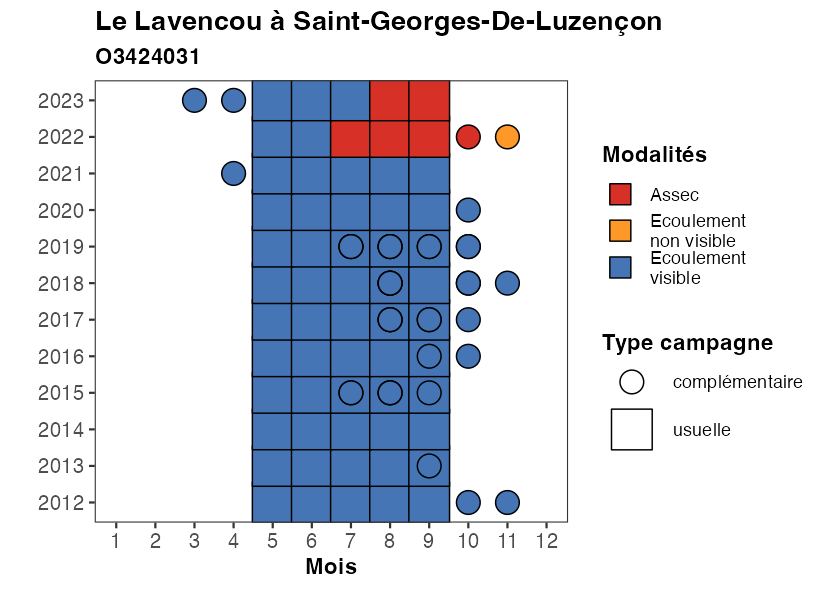 Le Lavencou à Saint-Georges-De-Luzençon
O3424031
2023
2022
2021
2020
2019
2018
2017
2016
2015
2014
2013
2012
1 2 3 4 5 6 7 8 9 10 11 12
Mois
Modalités
Assec
Ecoulement
non visible
Ecoulement
visible
Type campagne
complémentaire
usuelle